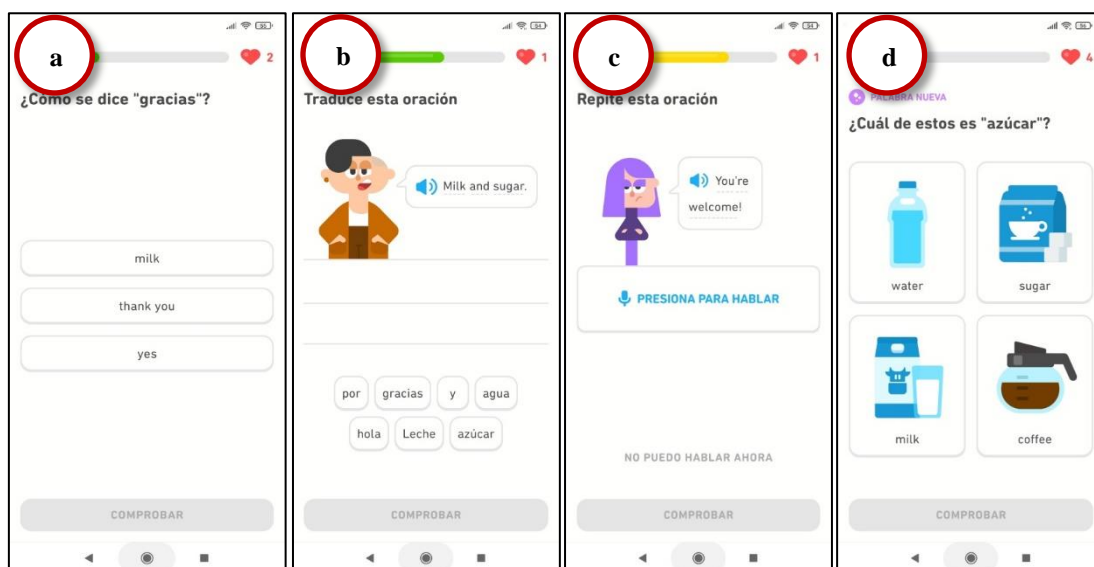 a
2
¿Cómo se dice "gracias"?
milk
thank you
yes
COMPROBAR
b
54
1
Traduce esta oración
Milk and sugar.
por gracias y agua
hola Leche azúcar
COMPROBAR
c
1
Repite esta oración
You're
welcome!
PRESIONA PARA HABLAR
NO PUEDO HABLAR AHORA
COMPROBAR
d
4
PALABRA NUEVA
¿Cuál de estos es "azúcar"?
water sugar
milk coffee
COMPROBAR